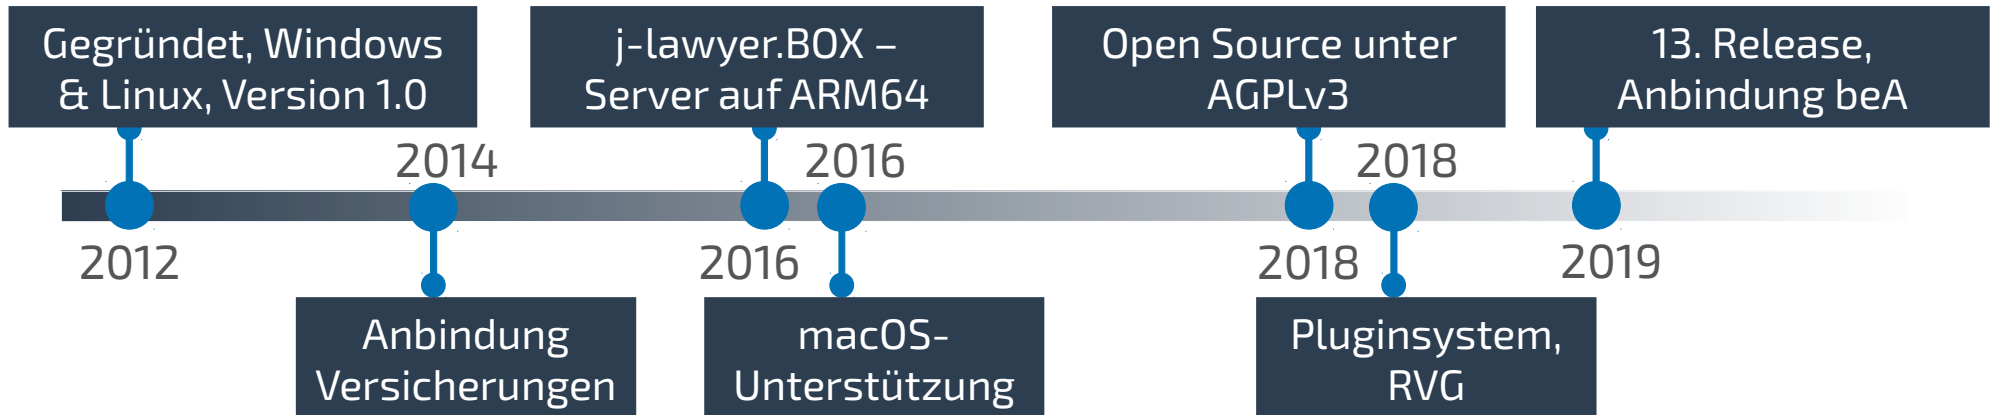 Gegründet, Windows
& Linux, Version 1.0
j-lawyer.BOX –
Server auf ARM64
Open Source unter
AGPLv3
13. Release,
Anbindung beA
2014
2016
2018
2012
2016
2018
2019
Anbindung
Versicherungen
macOS-
Unterstützung
Pluginsystem,
RVG